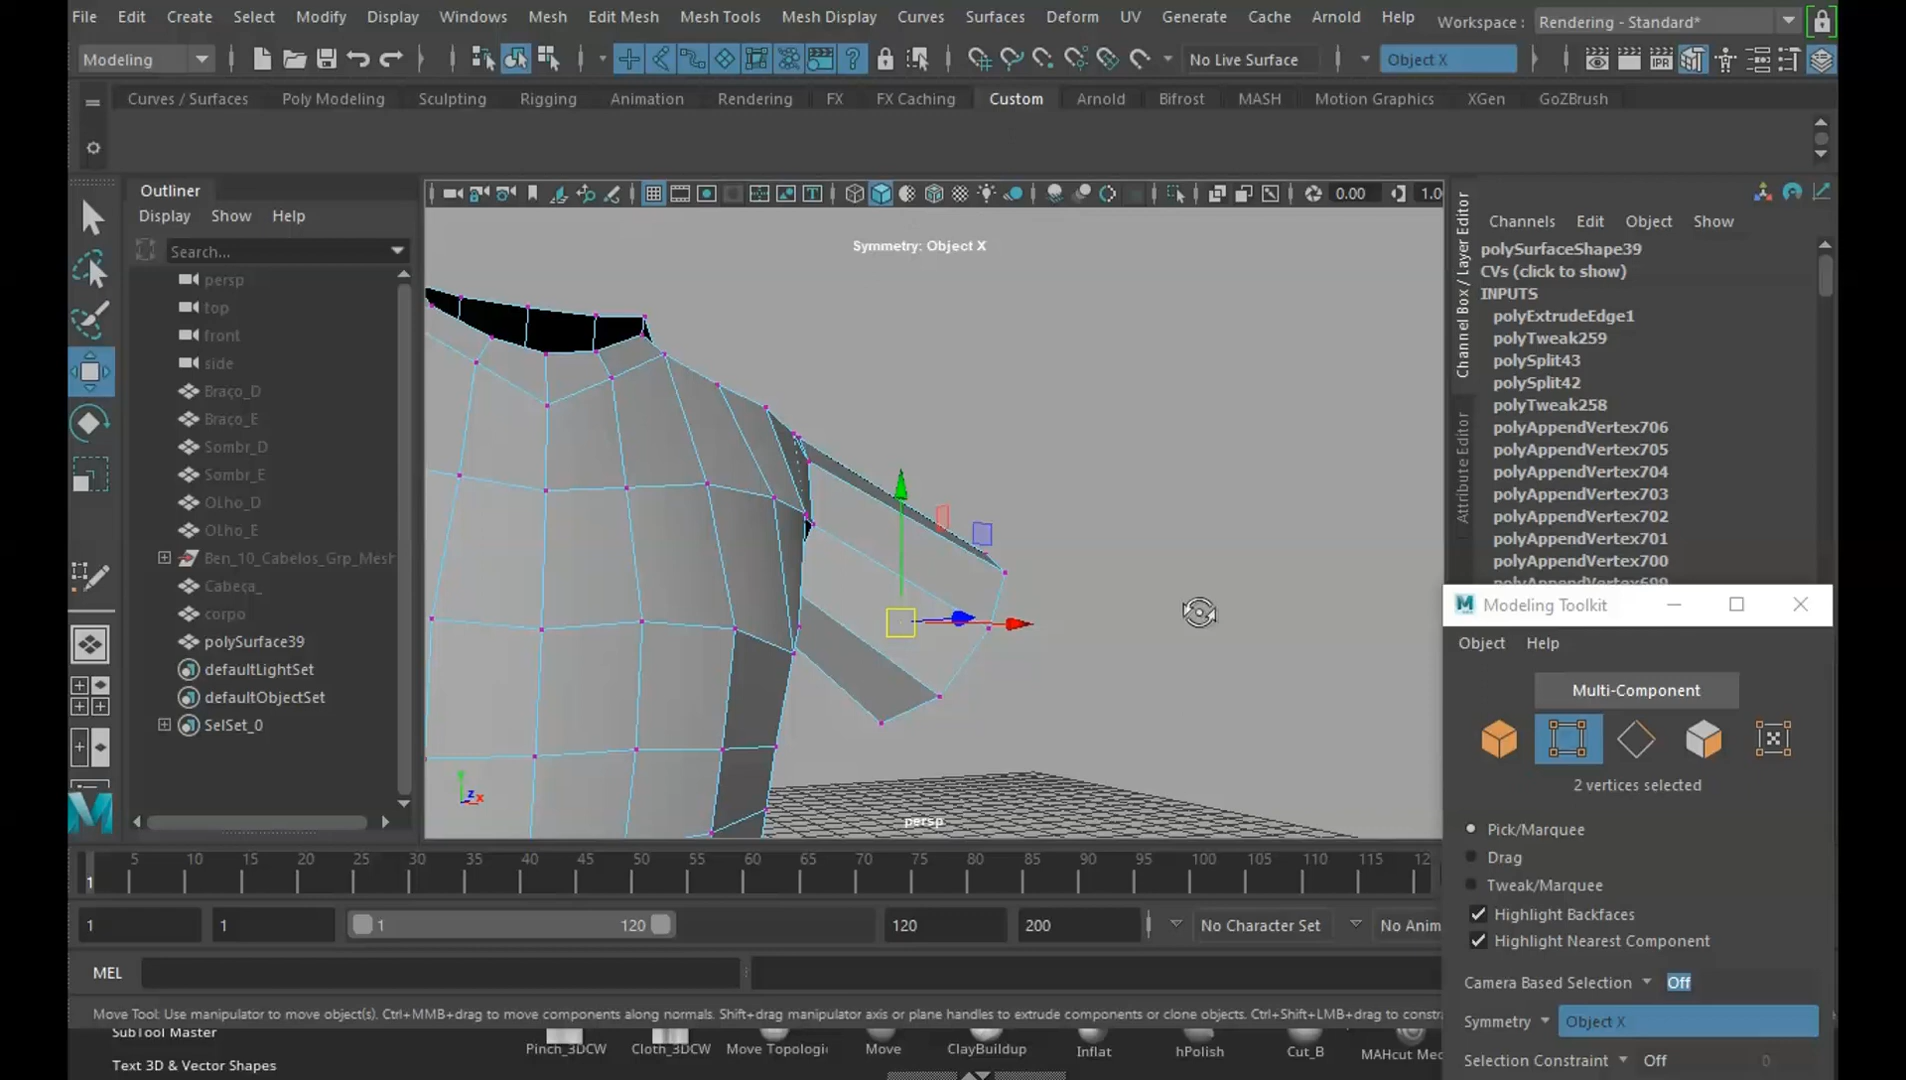 File Edit Create Select Modify Display Windows Mesh Edit Mesh Mesh Tools Mesh Display Curves Surfaces Deform UV Generate Cache Arnold Help Workspace : Rendering - Standard*
Modeling No Live Surface Object X
Curves / Surfaces Poly Modeling Sculpting Rigging Animation Rendering FX FX Caching Custom Arnold Bifrost MASH Motion Graphics XGen GoZBrush
IPR
Outliner
Display Show Help
Search...
persp
top
front
side
Braço_D
Braço_E
Sombr_D
Sombr_E
OLho_D
OLho_E
Ben_10_Cabelos_Grp_Mesh
Cabeça_
corpo
polySurface39
defaultLightSet
defaultObjectSet
SelSet_0
0.00 1.0
Symmetry: Object X
persp
y
z
x
Channel Box / Layer Editor
Attribute Editor
Channels Edit Object Show
polySurfaceShape39
CVs (click to show)
INPUTS
polyExtrudeEdge1
polyTweak259
polySplit43
polySplit42
polyTweak258
polyAppendVertex706
polyAppendVertex705
polyAppendVertex704
polyAppendVertex703
polyAppendVertex702
polyAppendVertex701
polyAppendVertex700
polyAppendVertex699
Modeling Toolkit
Object Help
Multi-Component
2 vertices selected
Pick/Marquee
Drag
Tweak/Marquee
Highlight Backfaces
Highlight Nearest Component
Camera Based Selection Off
Symmetry Object X
Selection Constraint Off 0
5 10 15 20 25 30 35 40 45 50 55 60 65 70 75 80 85 90 95 100 105 110 115 12
1
1 1 1 120 120 200 No Character Set No Anim
MEL
Move Tool: Use manipulator to move object(s). Ctrl+MMB+drag to move components along normals. Shift+drag manipulator axis or plane handles to extrude components or clone objects. Ctrl+Shift+LMB+drag to constr
SubTool Master
Text 3D & Vector Shapes
Pinch_3DCW Cloth_3DCW Move Topologi Move ClayBuildup Inflat hPolish Cut_B MAHcut Mec